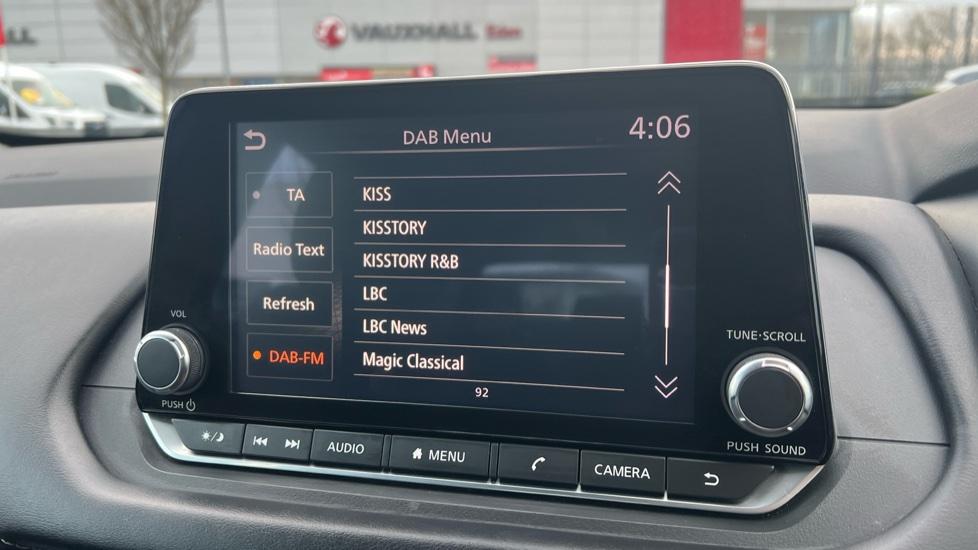 VAUXHALL Eden
DAB Menu
4:06
TA
Radio Text
Refresh
DAB-FM
KISS
KISSTORY
KISSTORY R&B
LBC
LBC News
Magic Classical
92
VOL
PUSH
TUNE·SCROLL
PUSH SOUND
AUDIO
MENU
CAMERA